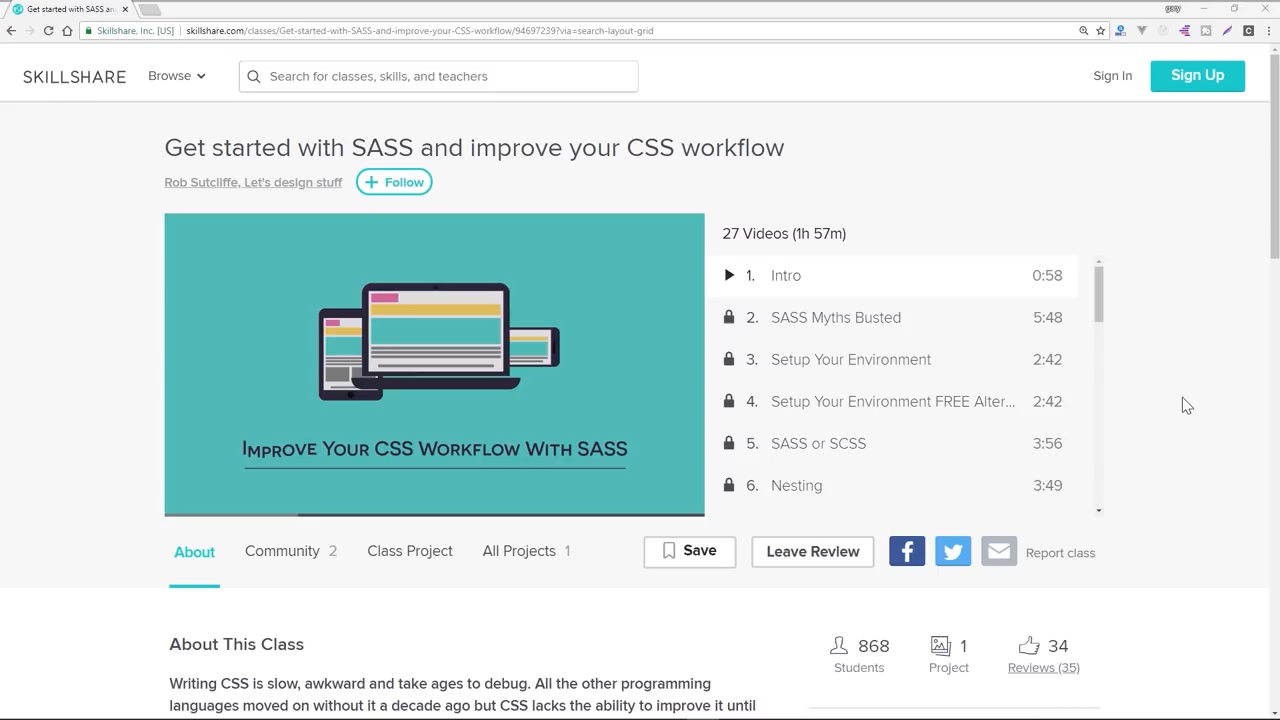 Get started with SASS and
gary
Skillshare, Inc. [US]
skillshare.com/classes/Get-started-with-SASS-and-improve-your-CSS-workflow/94697239?via=search-layout-grid
SKILLSHARE
Browse
Search for classes, skills, and teachers
Sign In
Sign Up
Get started with SASS and improve your CSS workflow
Rob Sutcliffe, Let's design stuff
+ Follow
IMPROVE YOUR CSS WORKFLOW WITH SASS
27 Videos (1h 57m)
1. Intro 0:58
2. SASS Myths Busted 5:48
3. Setup Your Environment 2:42
4. Setup Your Environment FREE Alter... 2:42
5. SASS or SCSS 3:56
6. Nesting 3:49
About
Community 2
Class Project
All Projects 1
Save
Leave Review
Report class
About This Class
868
Students
1
Project
34
Reviews (35)
Writing CSS is slow, awkward and take ages to debug. All the other programming
languages moved on without it a decade ago but CSS lacks the ability to improve it until